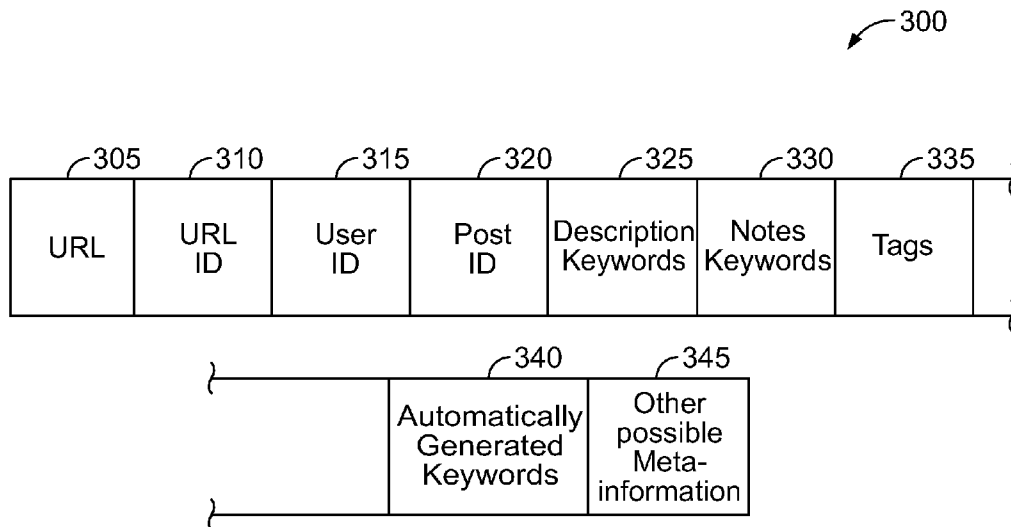 300
305 310 315 320 325 330 335
URL
URL
ID
User
ID
Post
ID
Description
Keywords
Notes
Keywords
Tags
340 345
Automatically
Generated
Keywords
Other
possible
Meta-
information